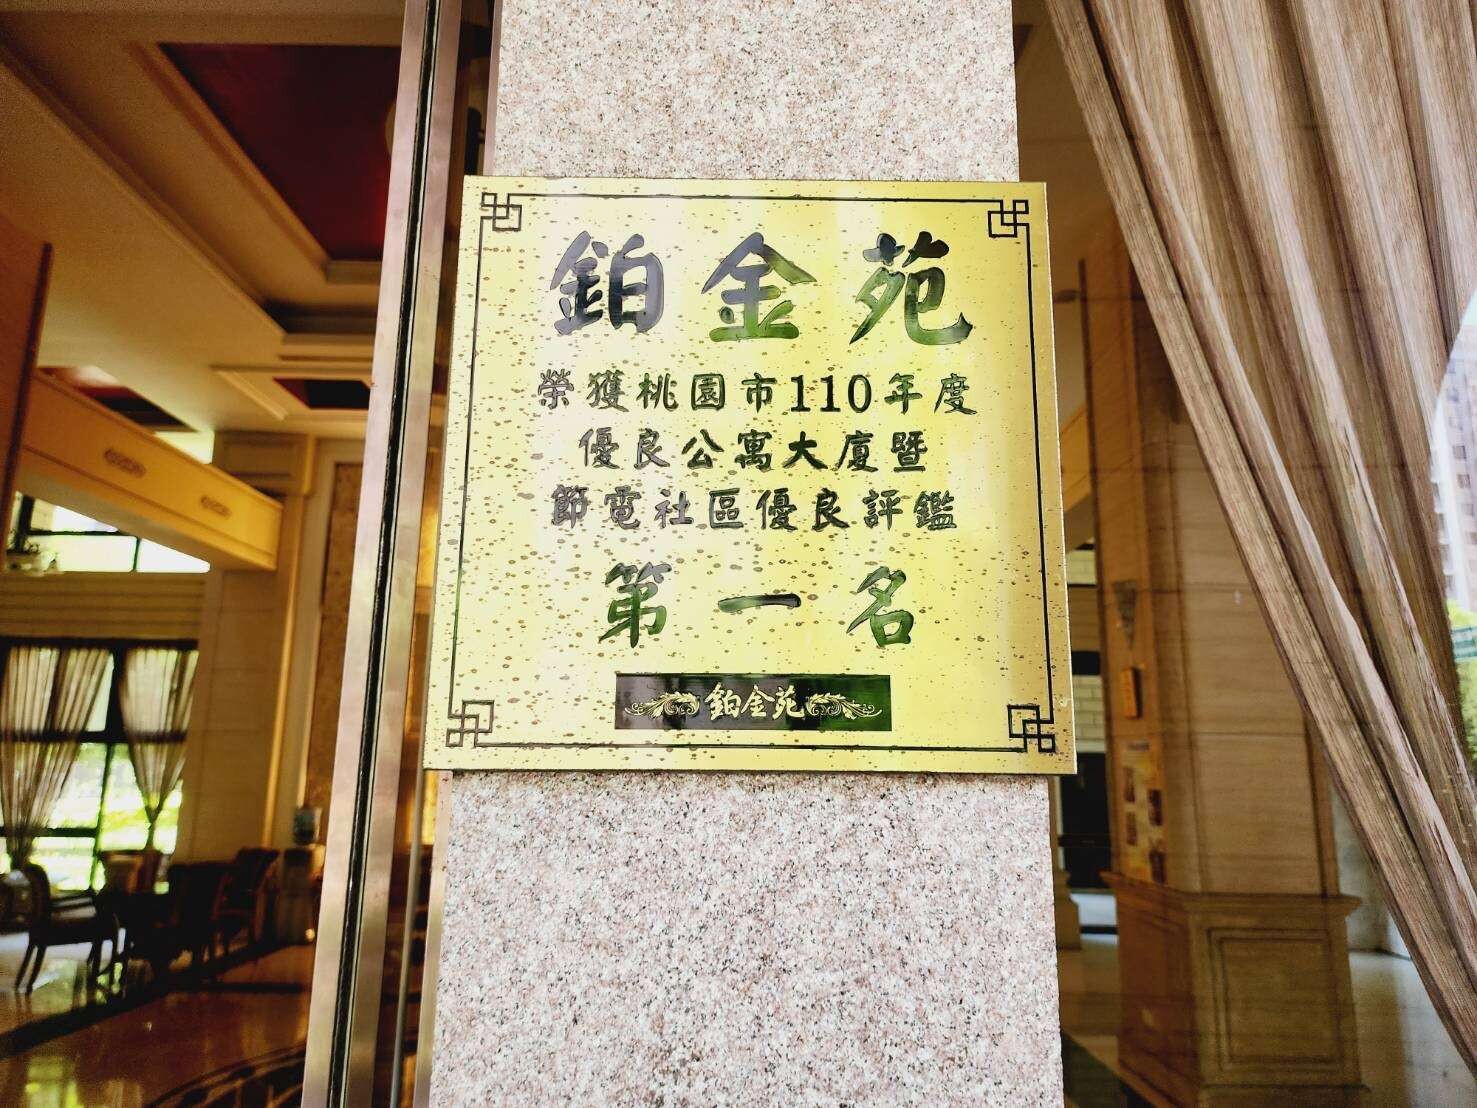 鉑金苑
榮獲桃園市110年度
優良公寓大廈暨
節電社區優良評鑑
第一名
鉑金苑